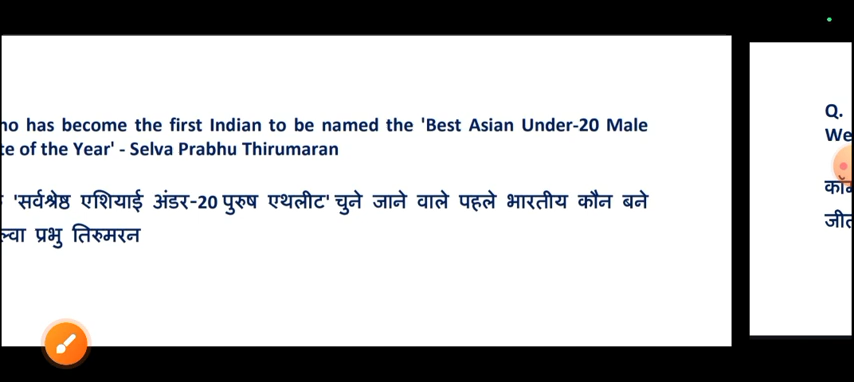 has become the first Indian to be named the 'Best Asian Under-20 Male
of the Year' - Selva Prabhu Thirumaran
'सर्वश्रेष्ठ एशियाई अंडर-20 पुरुष एथलीट' चुने जाने वाले पहले भारतीय कौन बने
प्रभु तिरुमरन
Q.